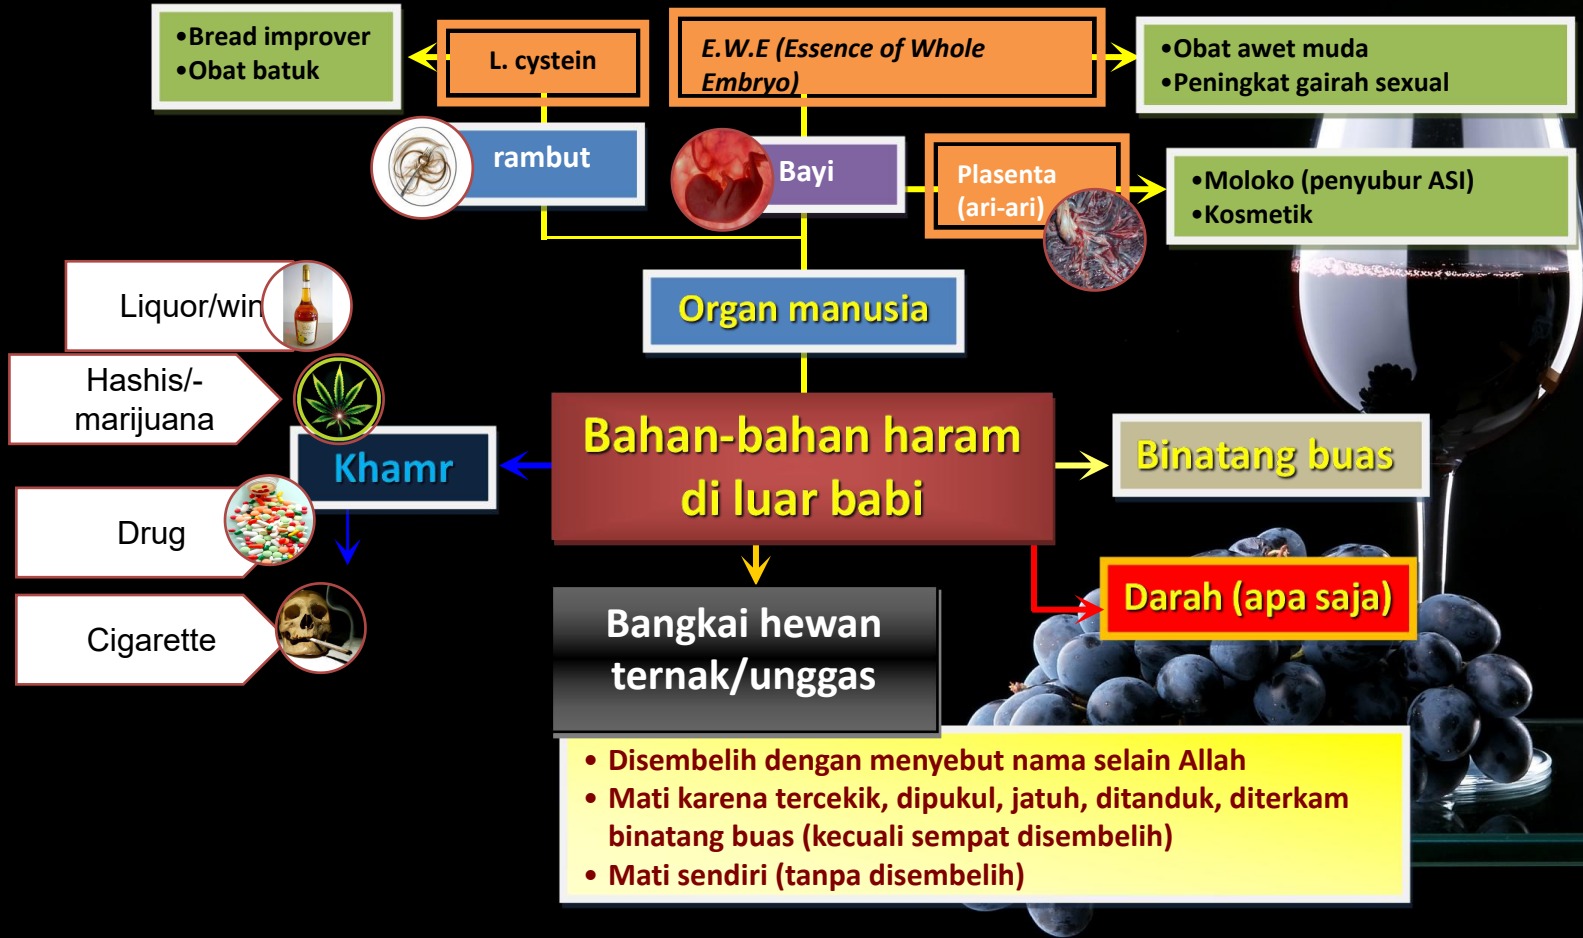 •Bread improver
•Obat batuk
L. cystein
E.W.E (Essence of Whole
Embryo)
•Obat awet muda
•Peningkat gairah sexual
rambut
Bayi
Plasenta
(ari-ari)
•Moloko (penyubur ASI)
•Kosmetik
Organ manusia
Liquor/win
Hashis/-
marijuana
Khamr
Drug
Cigarette
Bahan-bahan haram
di luar babi
Binatang buas
Darah (apa saja)
Bangkai hewan
ternak/unggas
• Disembelih dengan menyebut nama selain Allah
• Mati karena tercekik, dipukul, jatuh, ditanduk, diterkam
binatang buas (kecuali sempat disembelih)
• Mati sendiri (tanpa disembelih)